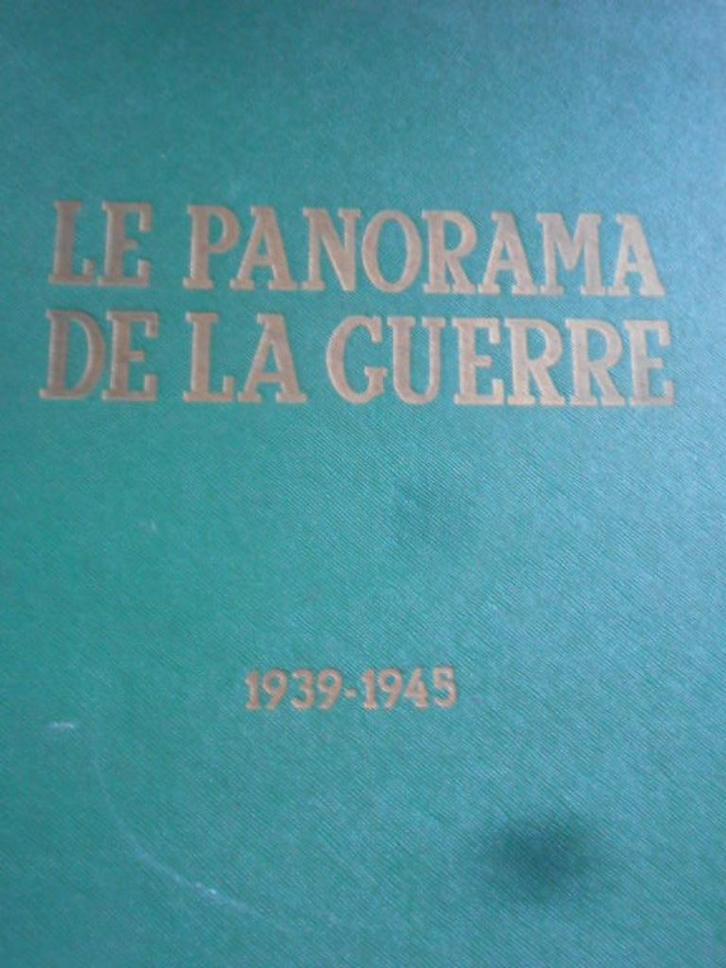 LE PANORAMA
DE LA GUERRE
1939-1945